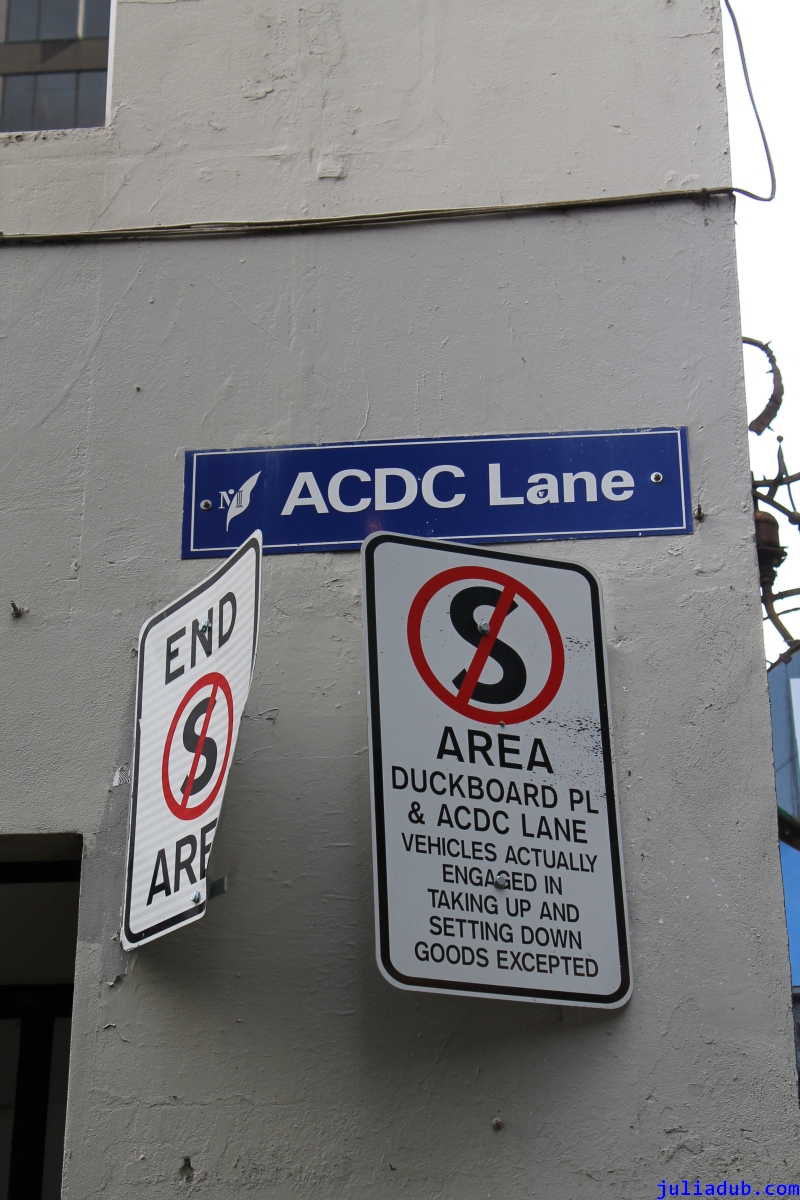 ACDC Lane
END
S
ARE
S
AREA
DUCKBOARD PL
& ACDC LANE
VEHICLES ACTUALLY
ENGAGED IN
TAKING UP AND
SETTING DOWN
GOODS EXCEPTED
juliadub.com